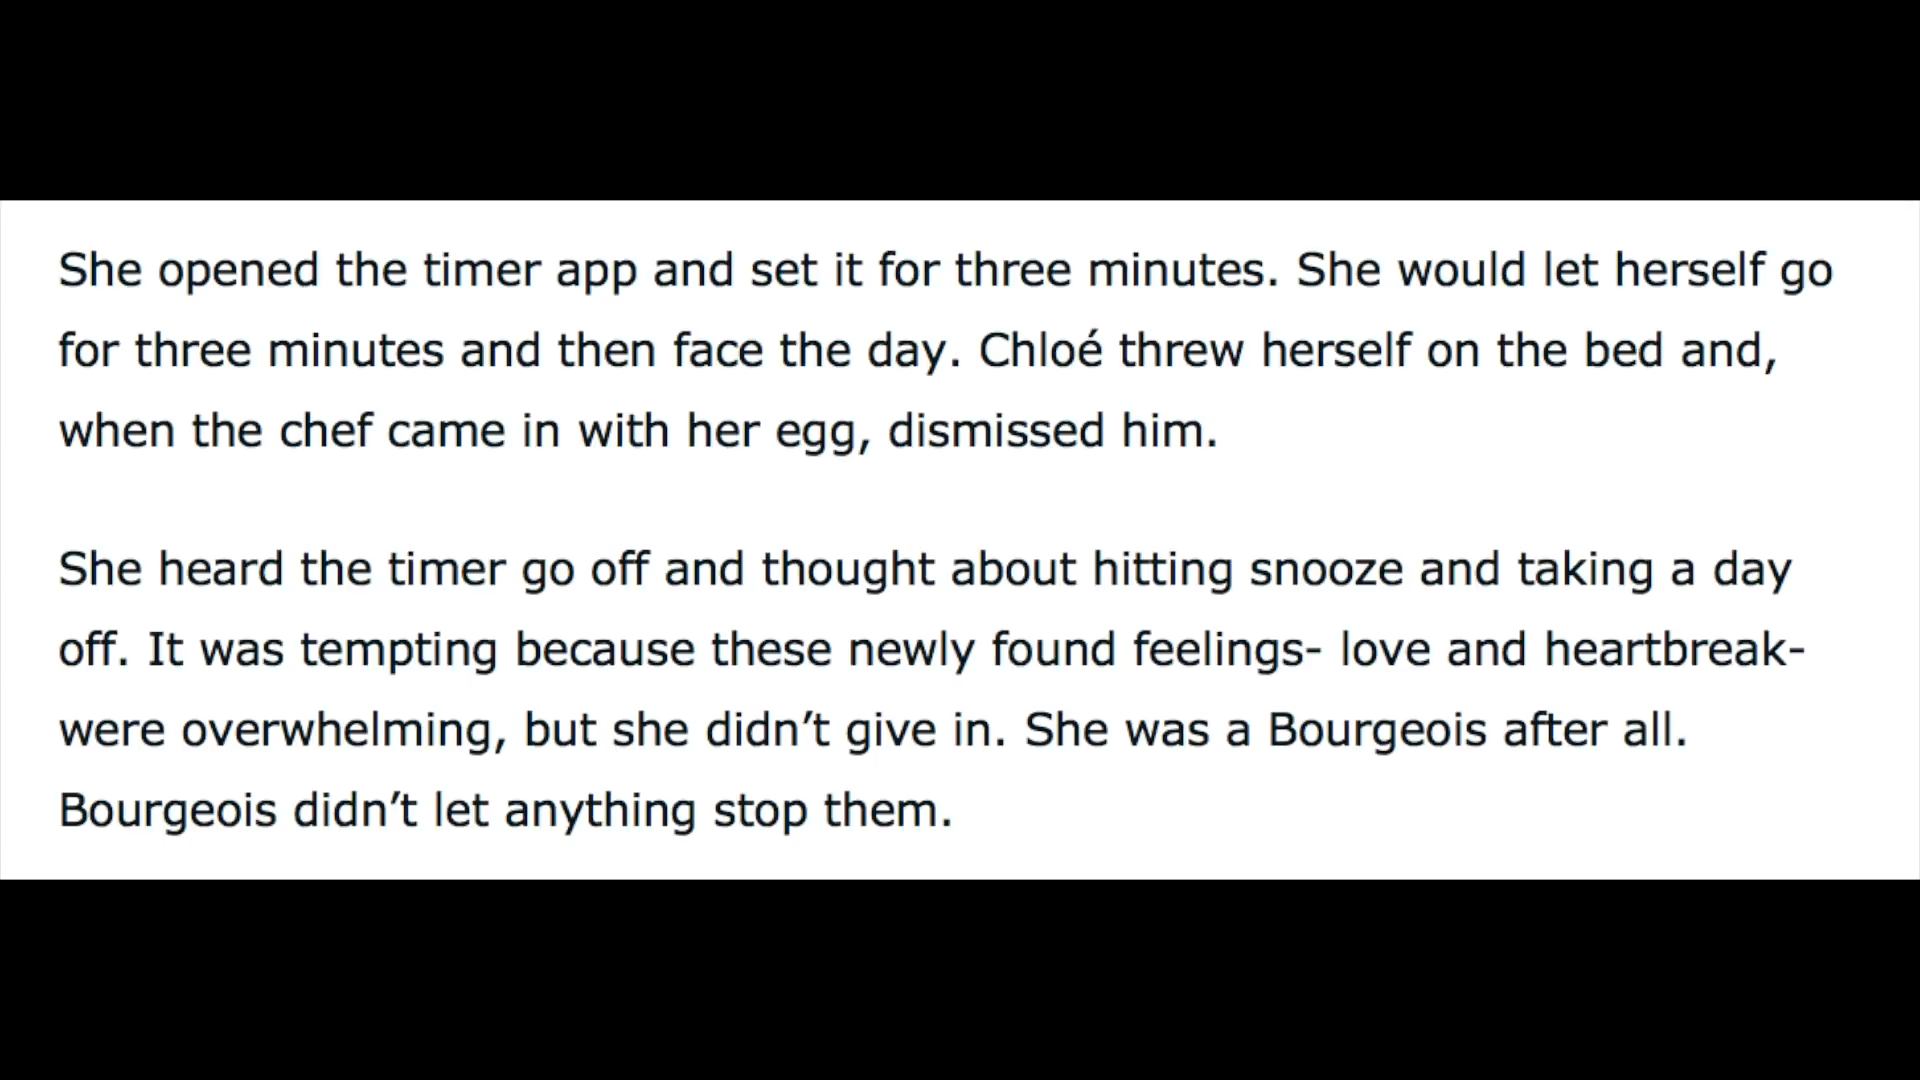 She opened the timer app and set it for three minutes. She would let herself go
for three minutes and then face the day. Chloé threw herself on the bed and,
when the chef came in with her egg, dismissed him.
She heard the timer go off and thought about hitting snooze and taking a day
off. It was tempting because these newly found feelings- love and heartbreak-
were overwhelming, but she didn’t give in. She was a Bourgeois after all.
Bourgeois didn’t let anything stop them.